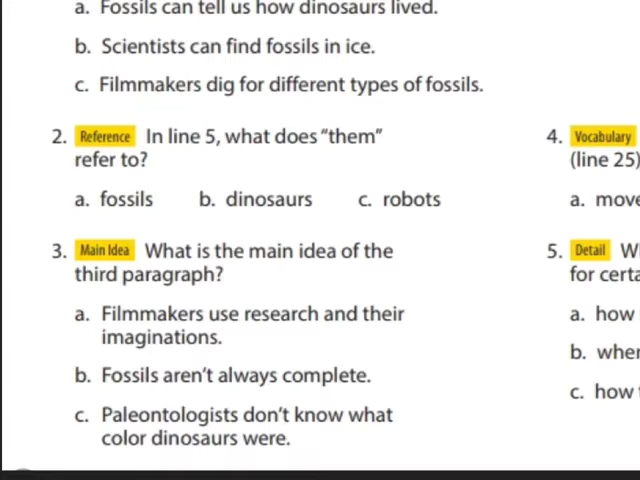 a. Fossils can tell us how dinosaurs lived.
b. Scientists can find fossils in ice.
c. Filmmakers dig for different types of fossils.
2. Reference In line 5, what does “them”
refer to?
a. fossils b. dinosaurs c. robots
3. Main Idea What is the main idea of the
third paragraph?
a. Filmmakers use research and their
imaginations.
b. Fossils aren’t always complete.
c. Paleontologists don’t know what
color dinosaurs were.
4. Vocabulary
(line 25)
a.
5. Detail
for
a. how
b.
c. how